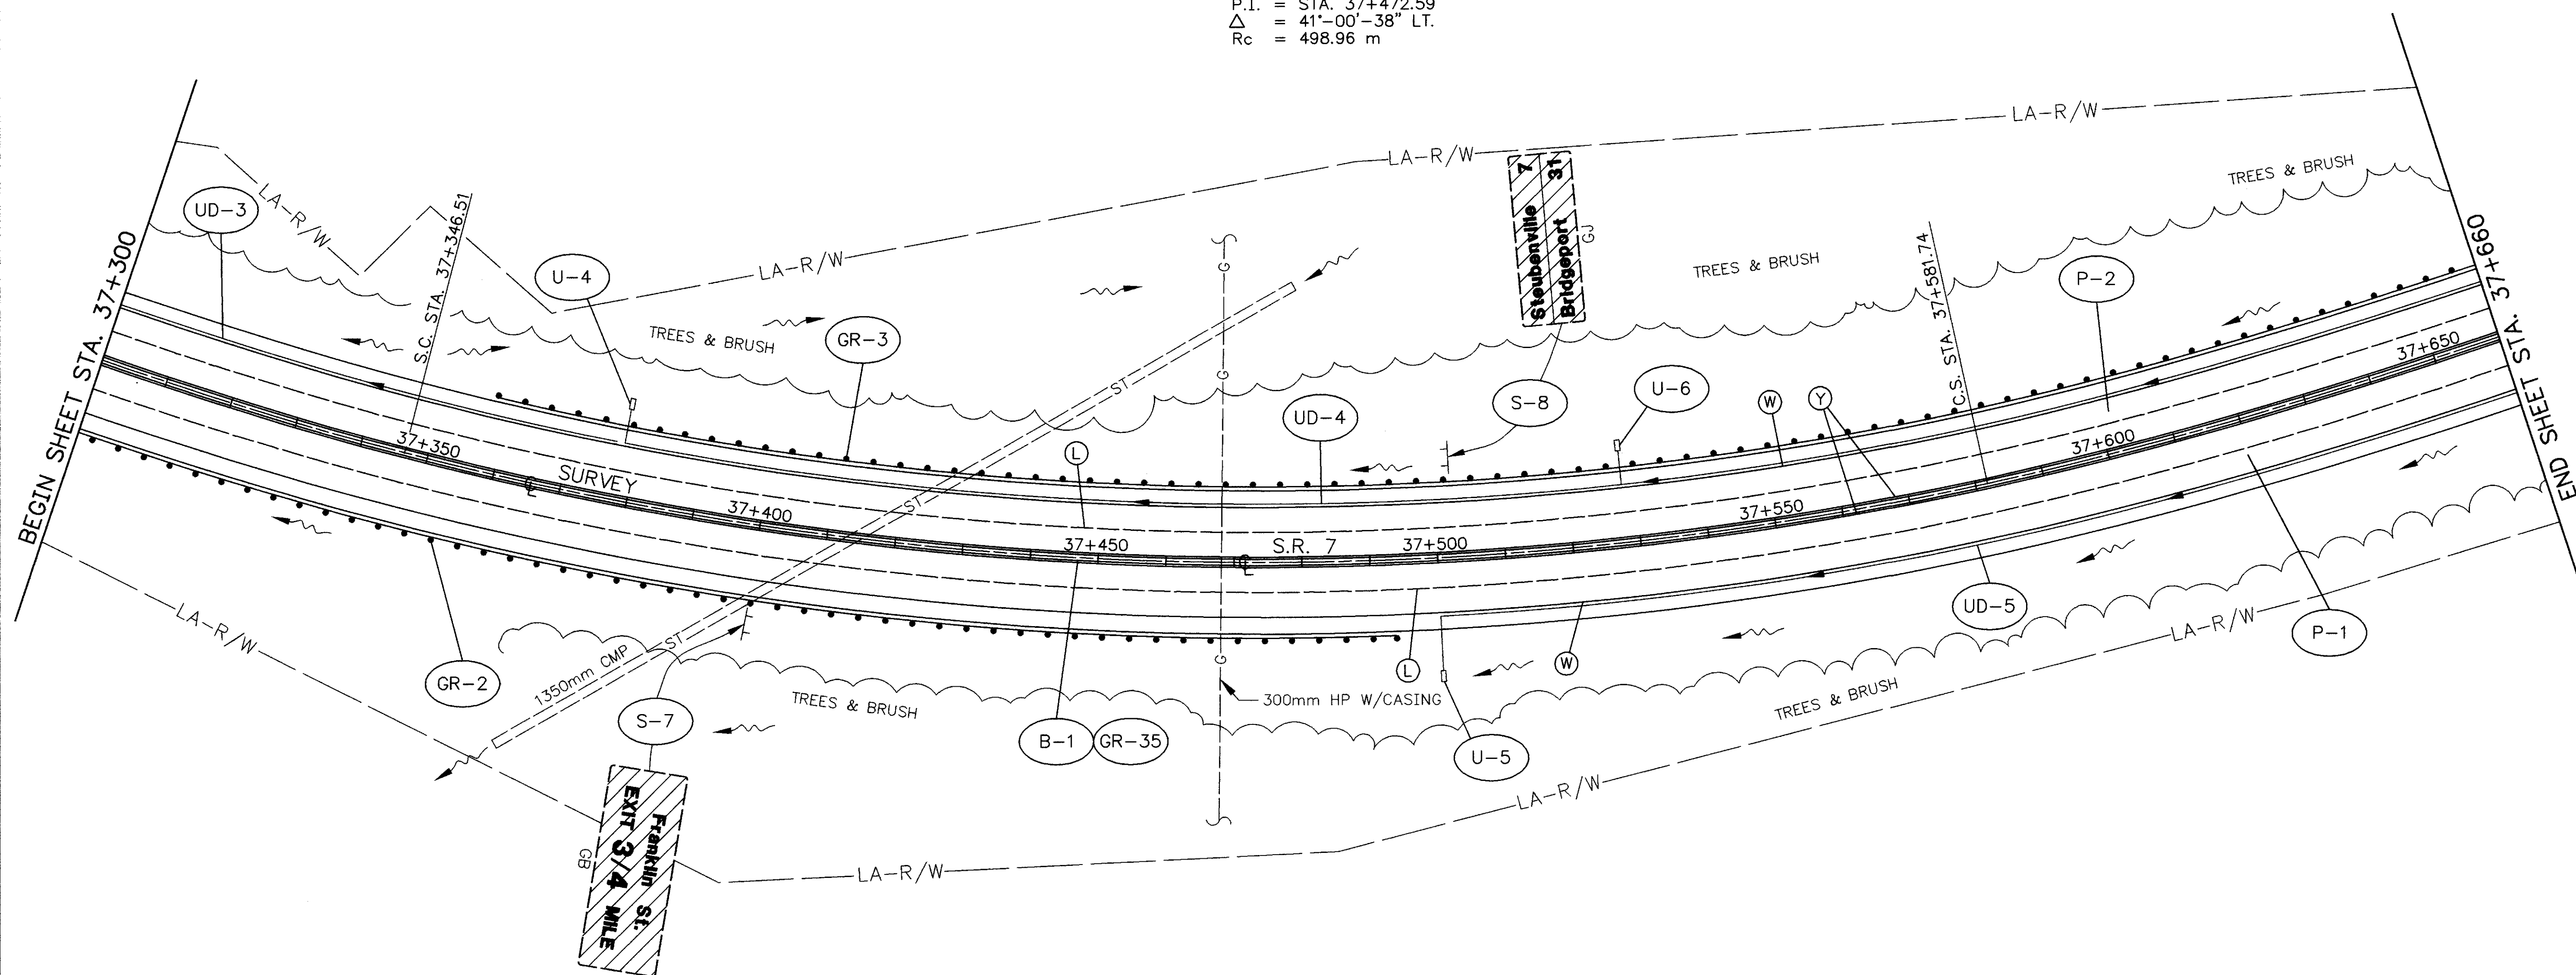 P.I. = STA. 37+472.59
△ = 41°-00'-38" LT.
Rc = 498.96 m
LA-R/W
LA-R/W
TREES & BRUSH
LA-R/W
LA-R/W
7
31
Steubenville
Bridgeport
GJ
TREES & BRUSH
UD-3
S.C. STA. 37+346.51
U-4
TREES & BRUSH
GR-3
G
G
ST
UD-4
S-8
U-6
W
Y
C.S. STA. 37+581.74
P-2
BEGIN SHEET STA. 37+300
END SHEET STA. 37+660
37+350
℄
SURVEY
37+400
ST
L
37+450
℄
S.R. 7
37+500
37+550
37+600
37+650
LA-R/W
GR-2
1350mm CMP
ST
S-7
TREES & BRUSH
B-1
GR-35
G
300mm HP W/CASING
L
W
U-5
UD-5
P-1
TREES & BRUSH
LA-R/W
LA-R/W
LA-R/W
Franklin St.
EXIT 3/4 MILE
GB